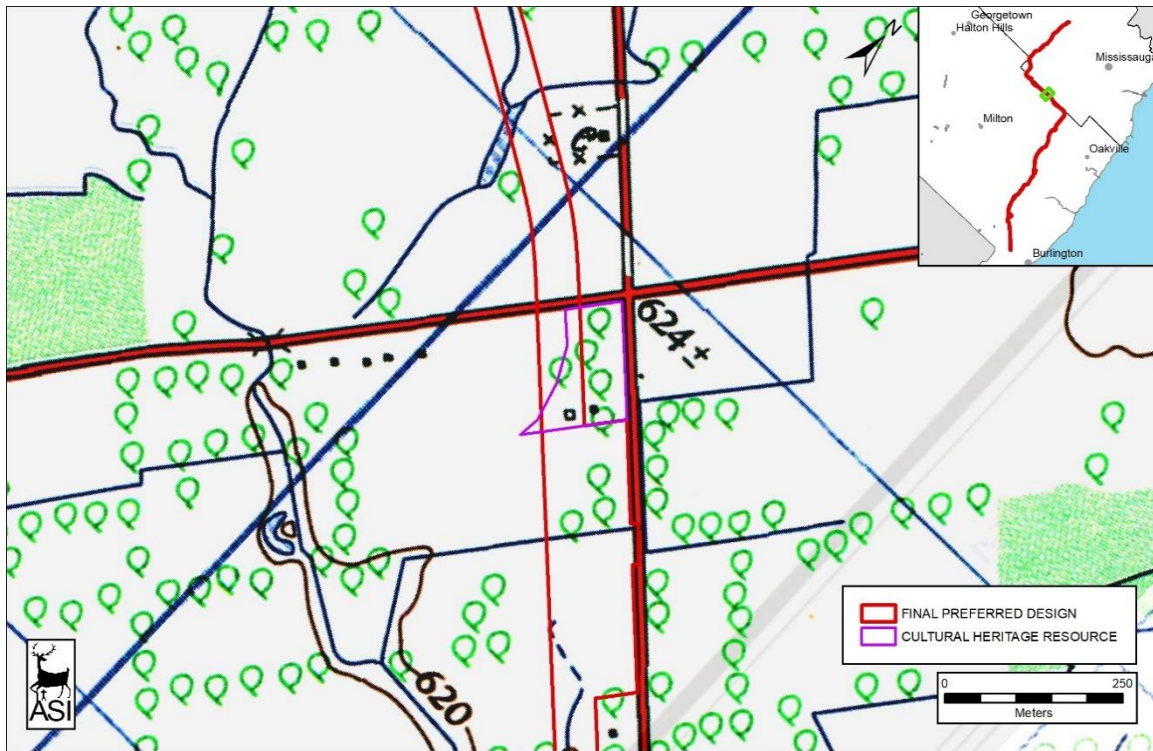 Georgetown
Halton Hills
Mississauga
Milton
Oakville
Burlington
624±
620
FINAL PREFERRED DESIGN
CULTURAL HERITAGE RESOURCE
0 250
Meters
ASI